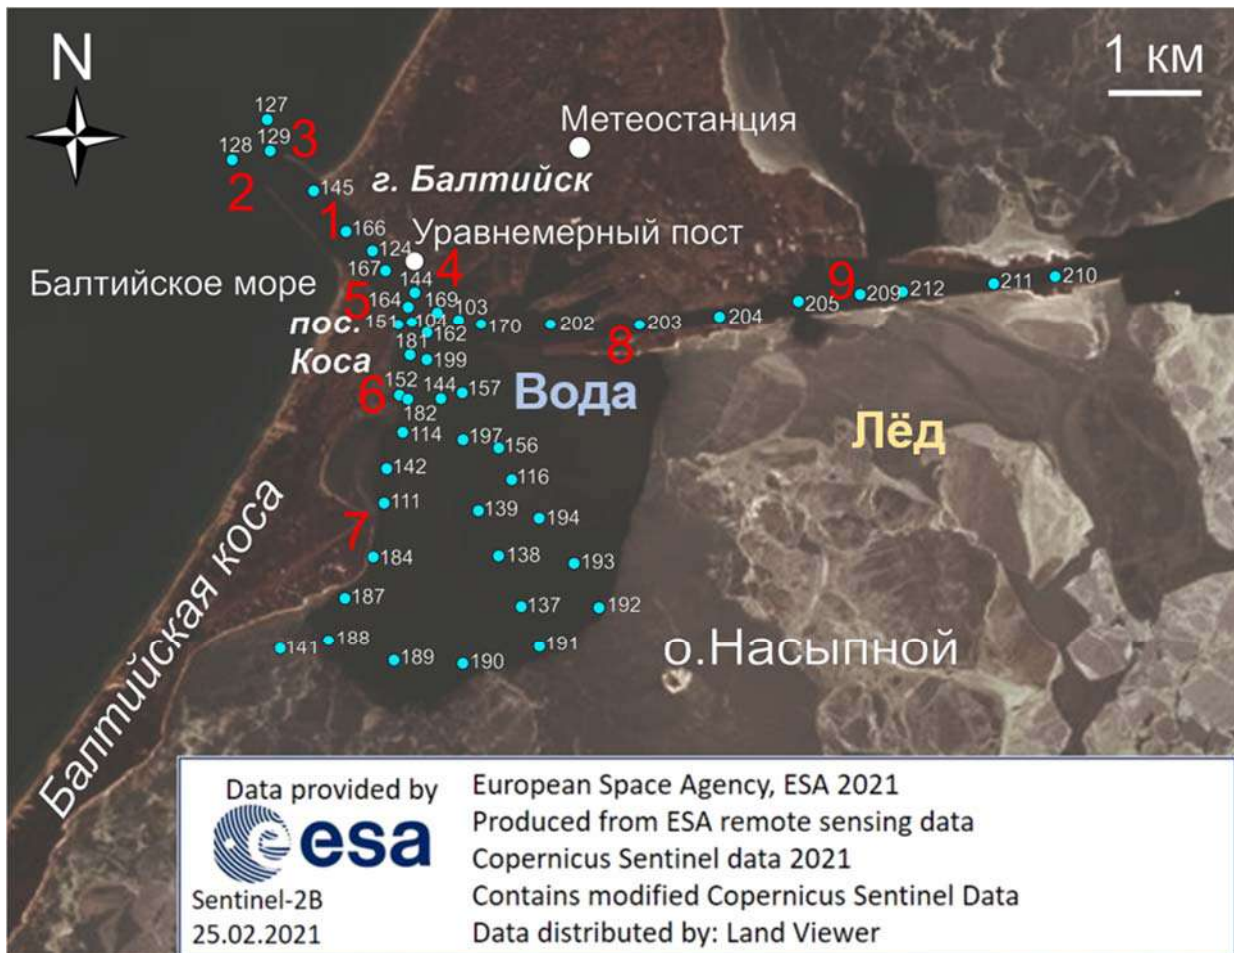 N
1 км
127
129
3
128
2
Метеостанция
г. Балтийск
145
1
166
Уравнемерный пост
124
167
4
Балтийское море
144
5
164
169
103
пос.
151
104
162
170
202
8
203
204
205
9
209
212
211
210
Коса
181
199
6
152
144
157
182
Вода
114
197
156
Лёд
142
116
111
139
194
7
184
138
193
187
137
192
141
188
189
190
191
о.Насыпной
Балтийская коса
Data provided by
esa
Sentinel-2B
25.02.2021
European Space Agency, ESA 2021
Produced from ESA remote sensing data
Copernicus Sentinel data 2021
Contains modified Copernicus Sentinel Data
Data distributed by: Land Viewer